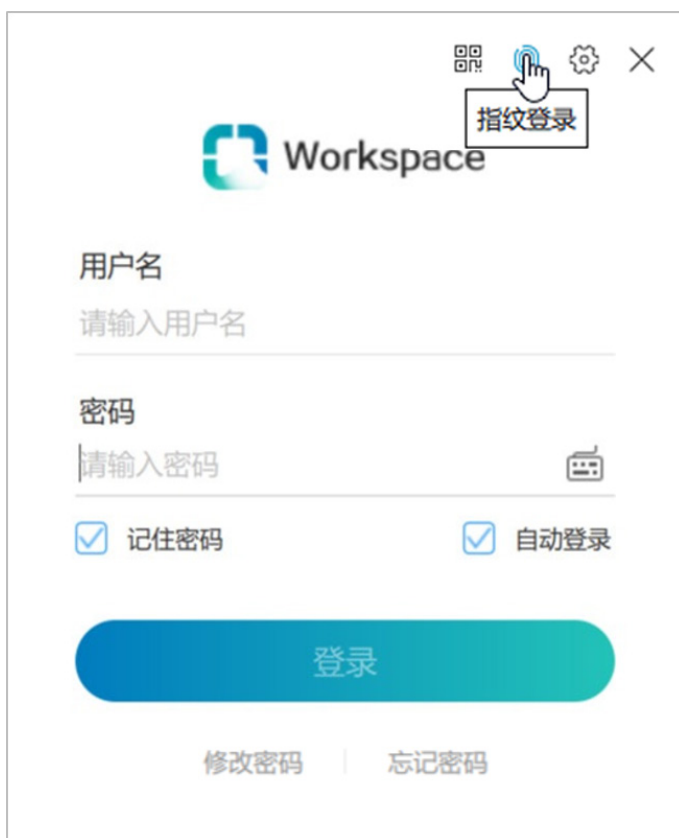 指纹登录
Workspace
用户名
请输入用户名
密码
请输入密码
记住密码 自动登录
登录
修改密码 忘记密码